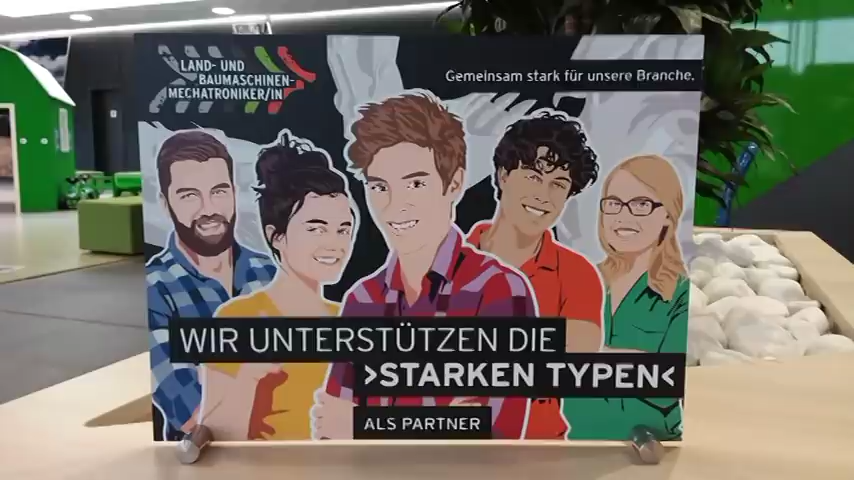 LAND- UND
BAUMASCHINEN-
MECHATRONIKER/IN
Gemeinsam stark für unsere Branche.
WIR UNTERSTÜTZEN DIE
>STARKEN TYPEN<
ALS PARTNER